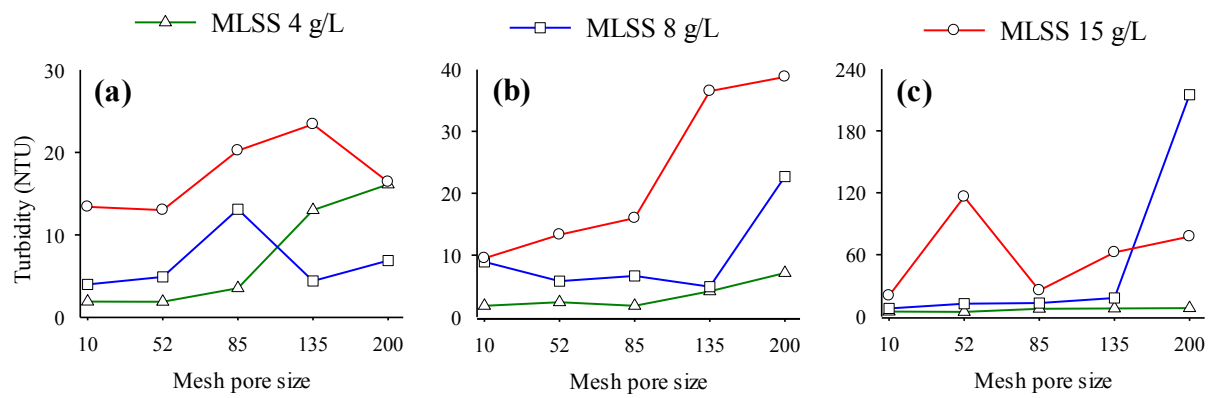 MLSS 4 g/L MLSS 8 g/L MLSS 15 g/L
Turbidity (NTU)
(a)
30
20
10
0
10 52 85 135 200
Mesh pore size
(b)
40
30
20
10
0
10 52 85 135 200
Mesh pore size
(c)
240
180
120
60
0
10 52 85 135 200
Mesh pore size